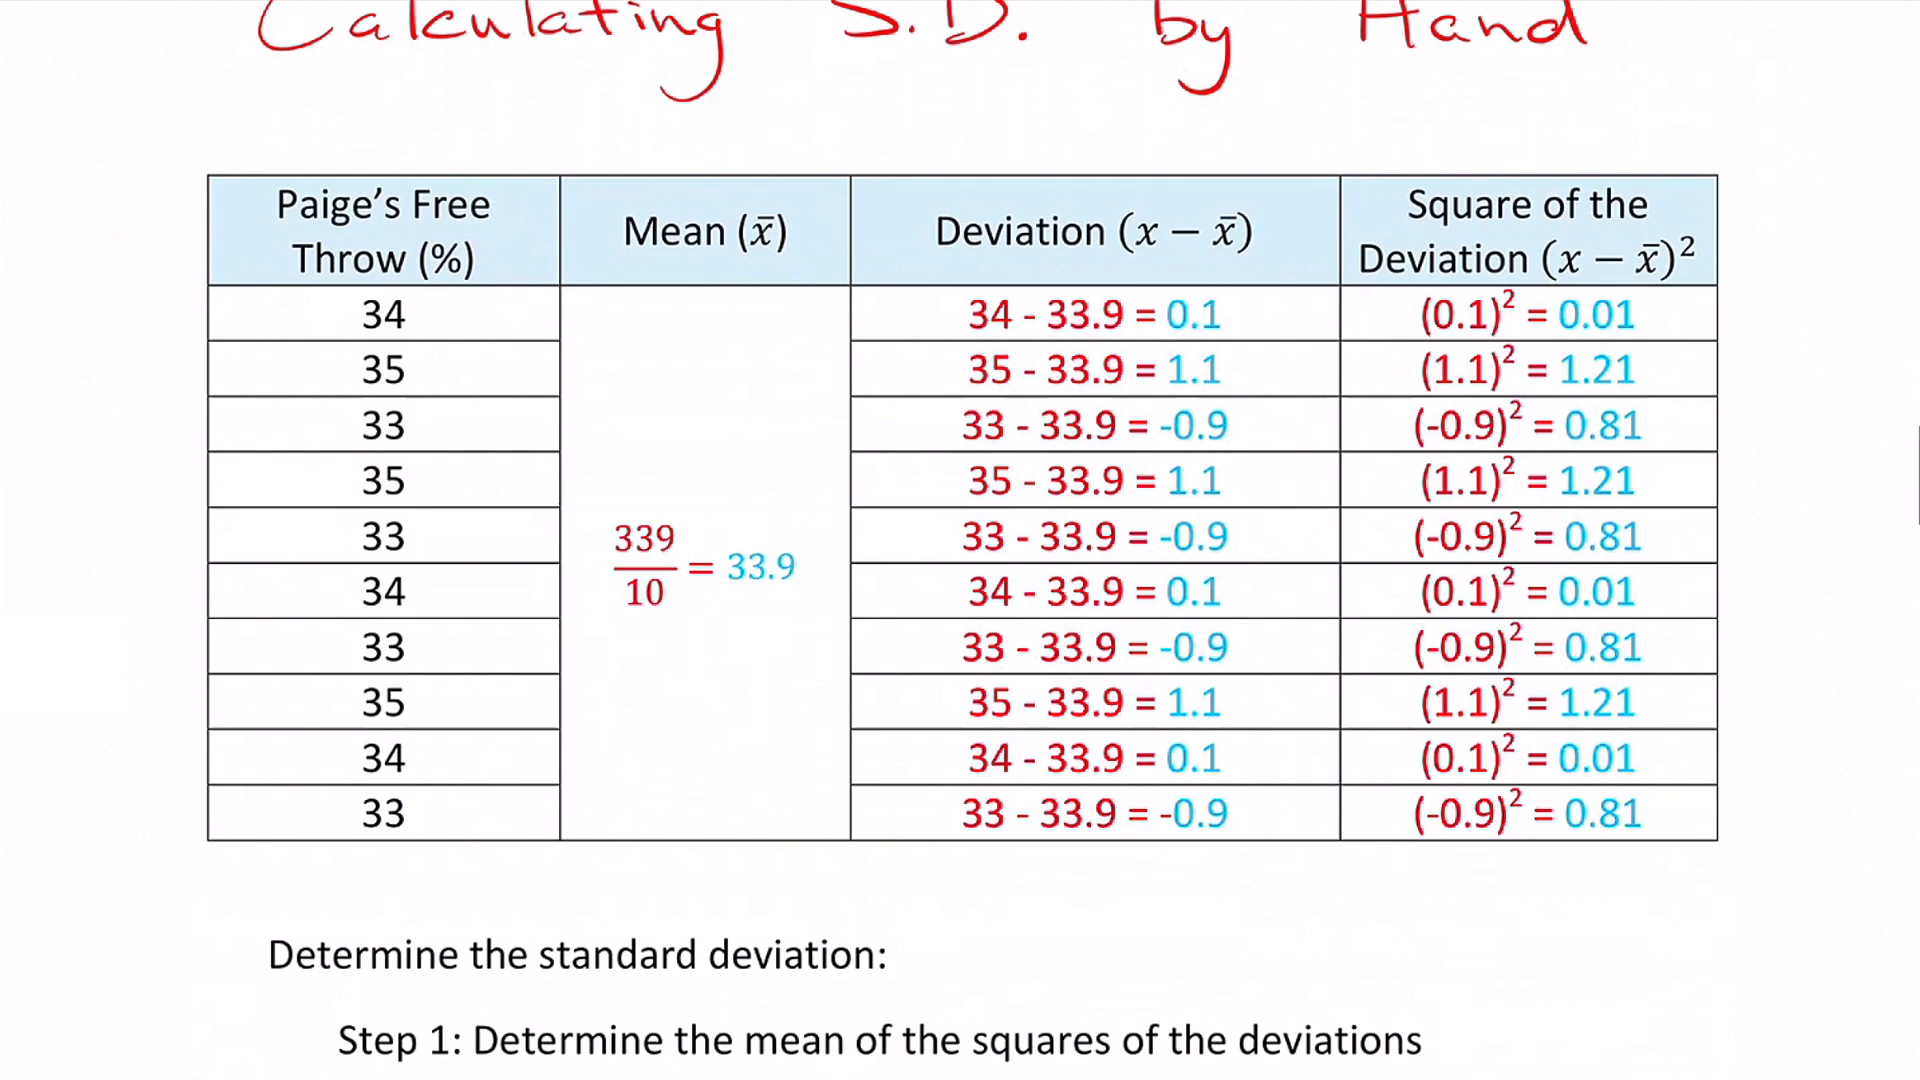 Calculating S.D. by Hand
Paige's Free
Throw (%)
Mean (x̄)
Deviation (x − x̄)
Square of the
Deviation (x − x̄)²
34
34 - 33.9 = 0.1
(0.1)² = 0.01
35
35 - 33.9 = 1.1
(1.1)² = 1.21
33
33 - 33.9 = -0.9
(-0.9)² = 0.81
35
35 - 33.9 = 1.1
(1.1)² = 1.21
33
33 - 33.9 = -0.9
(-0.9)² = 0.81
339
10
= 33.9
34
34 - 33.9 = 0.1
(0.1)² = 0.01
33
33 - 33.9 = -0.9
(-0.9)² = 0.81
35
35 - 33.9 = 1.1
(1.1)² = 1.21
34
34 - 33.9 = 0.1
(0.1)² = 0.01
33
33 - 33.9 = -0.9
(-0.9)² = 0.81
Determine the standard deviation:
Step 1: Determine the mean of the squares of the deviations